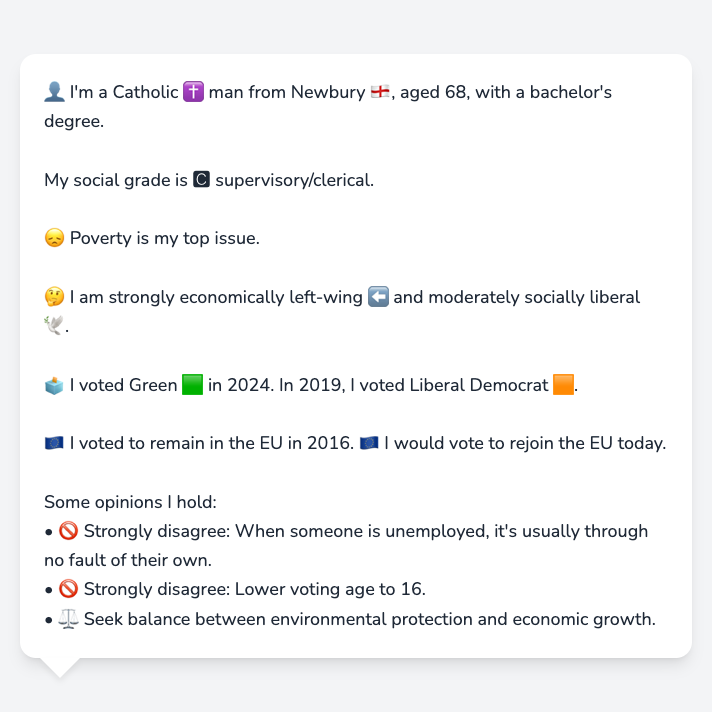 👤 I'm a Catholic ✝️ man from Newbury 🏴󠁧󠁢󠁥󠁮󠁧󠁿, aged 68, with a bachelor's
degree.
My social grade is 🅲 supervisory/clerical.
😞 Poverty is my top issue.
🤔 I am strongly economically left-wing ⬅️ and moderately socially liberal
🕊️.
🗳️ I voted Green 🟩 in 2024. In 2019, I voted Liberal Democrat 🟧.
🇪🇺 I voted to remain in the EU in 2016. 🇪🇺 I would vote to rejoin the EU today.
Some opinions I hold:
• 🚫 Strongly disagree: When someone is unemployed, it's usually through
no fault of their own.
• 🚫 Strongly disagree: Lower voting age to 16.
• ⚖️ Seek balance between environmental protection and economic growth.